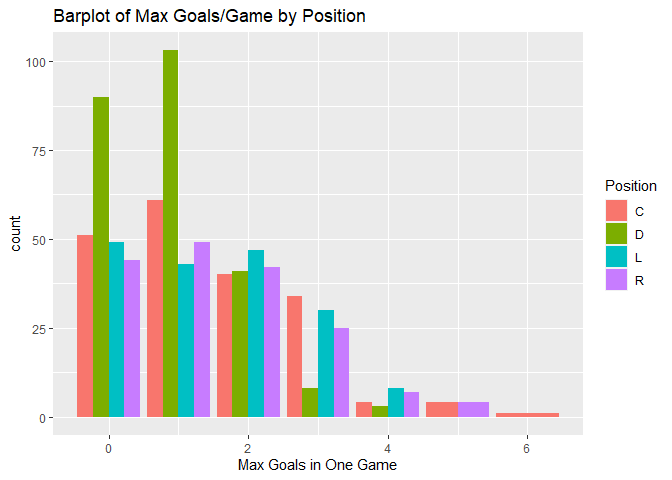 Barplot of Max Goals/Game by Position
100
75
50
25
0
count
0 2 4 6
Max Goals in One Game
Position
C
D
L
R